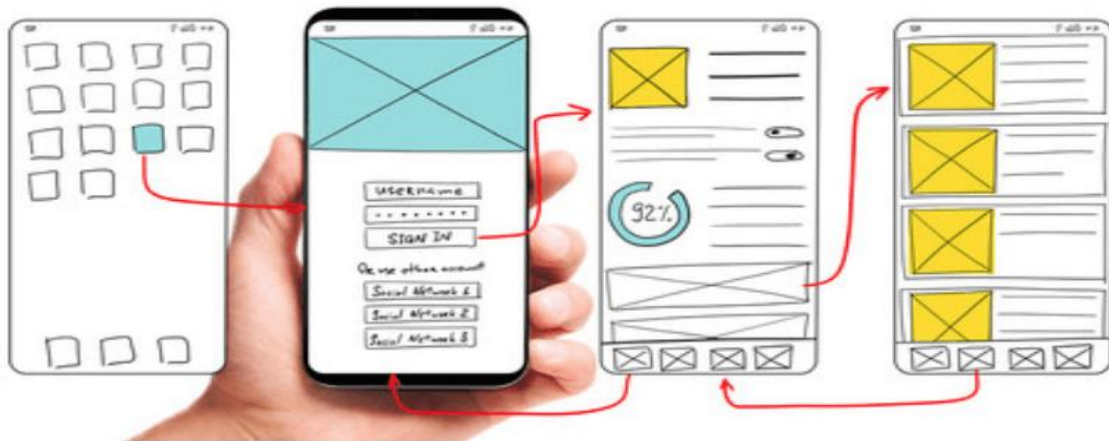 USERNAME
SIGN IN
Or use other account
Social Network 1
Social Network 2
Social Network 3
92%